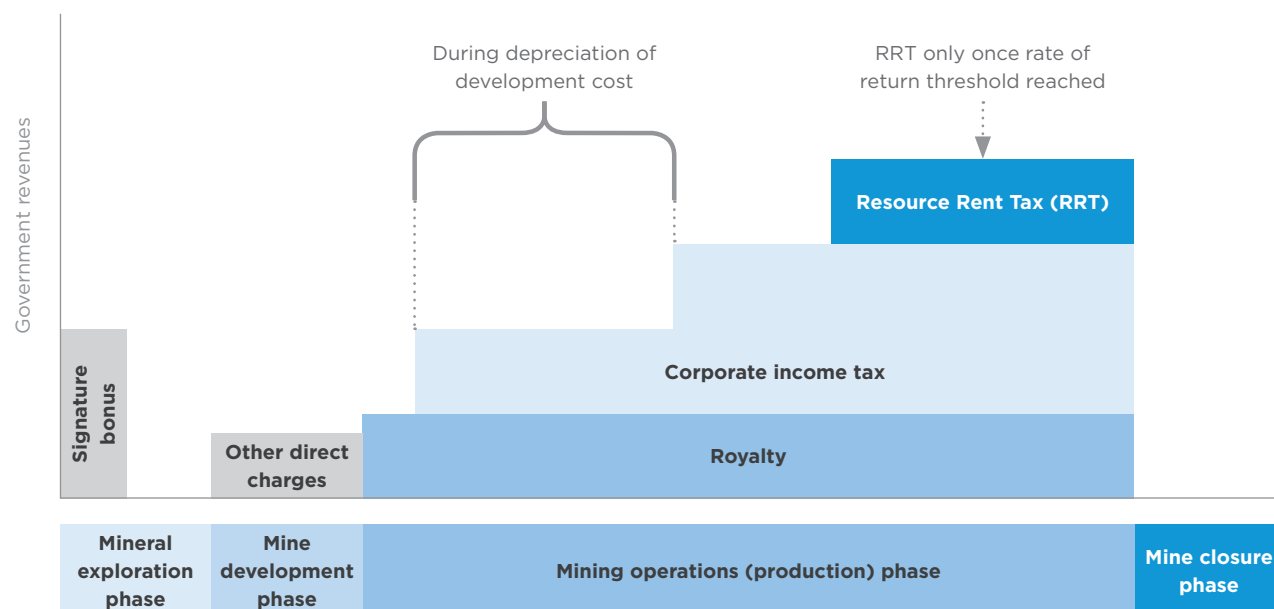 During depreciation of
development cost
RRT only once rate of
return threshold reached
Government revenues
Resource Rent Tax (RRT)
Signature
bonus
Corporate income tax
Other direct
charges
Royalty
Mineral
exploration
phase
Mine
development
phase
Mining operations (production) phase
Mine closure
phase